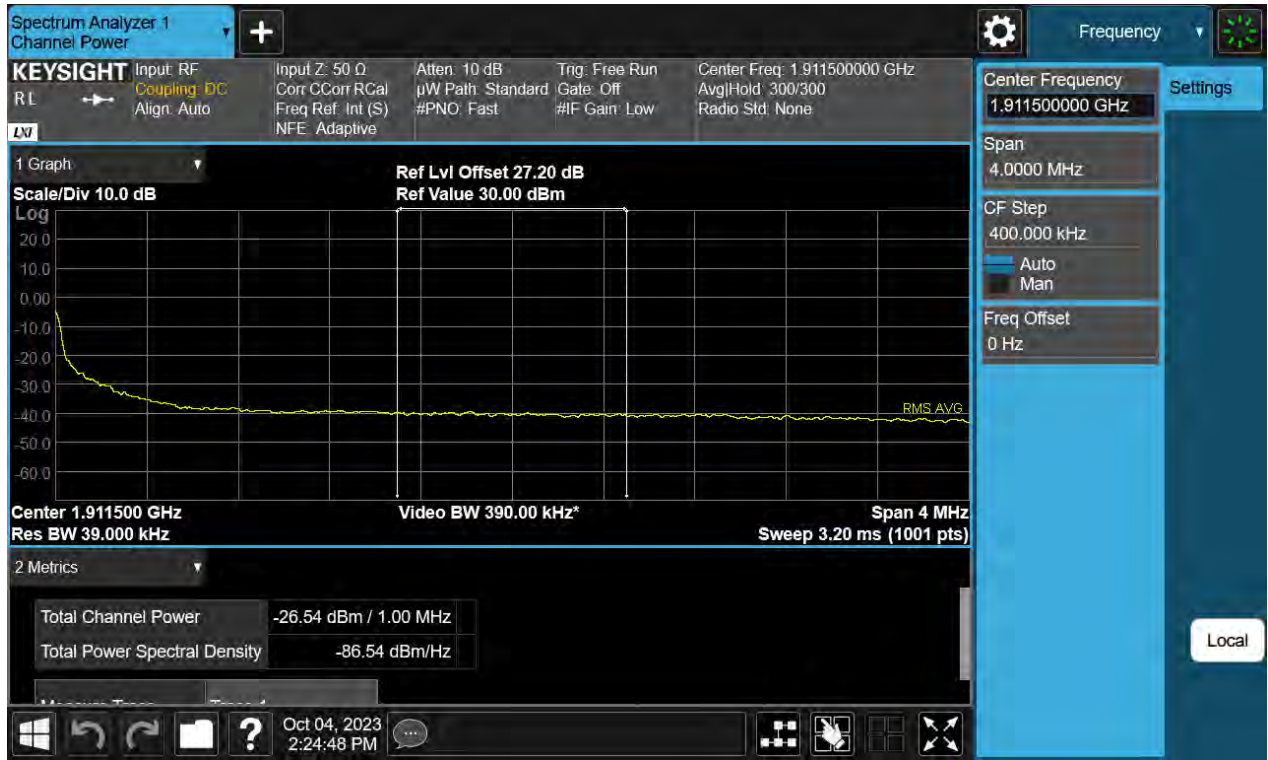 Spectrum Analyzer 1
Channel Power
Frequency
KEYSIGHT
RL
LXI
Input: RF
Coupling: DC
Align: Auto
Input Z: 50 Ω
Corr CCorr RCal
Freq Ref: Int (S)
NFE: Adaptive
Atten: 10 dB
µW Path: Standard
#PNO: Fast
Trig: Free Run
Gate: Off
#IF Gain: Low
Center Freq: 1.911500000 GHz
Avg|Hold: 300/300
Radio Std: None
Center Frequency
1.911500000 GHz
Settings
Span
4.0000 MHz
CF Step
400.000 kHz
Auto
Man
Freq Offset
0 Hz
Local
1 Graph
Scale/Div 10.0 dB
Ref Lvl Offset 27.20 dB
Ref Value 30.00 dBm
Log
20.0
10.0
0.00
-10.0
-20.0
-30.0
-40.0
-50.0
-60.0
RMS AVG
Center 1.911500 GHz
Video BW 390.00 kHz*
Span 4 MHz
Res BW 39.000 kHz
Sweep 3.20 ms (1001 pts)
2 Metrics
Total Channel Power -26.54 dBm / 1.00 MHz
Total Power Spectral Density -86.54 dBm/Hz
?
Oct 04, 2023
2:24:48 PM